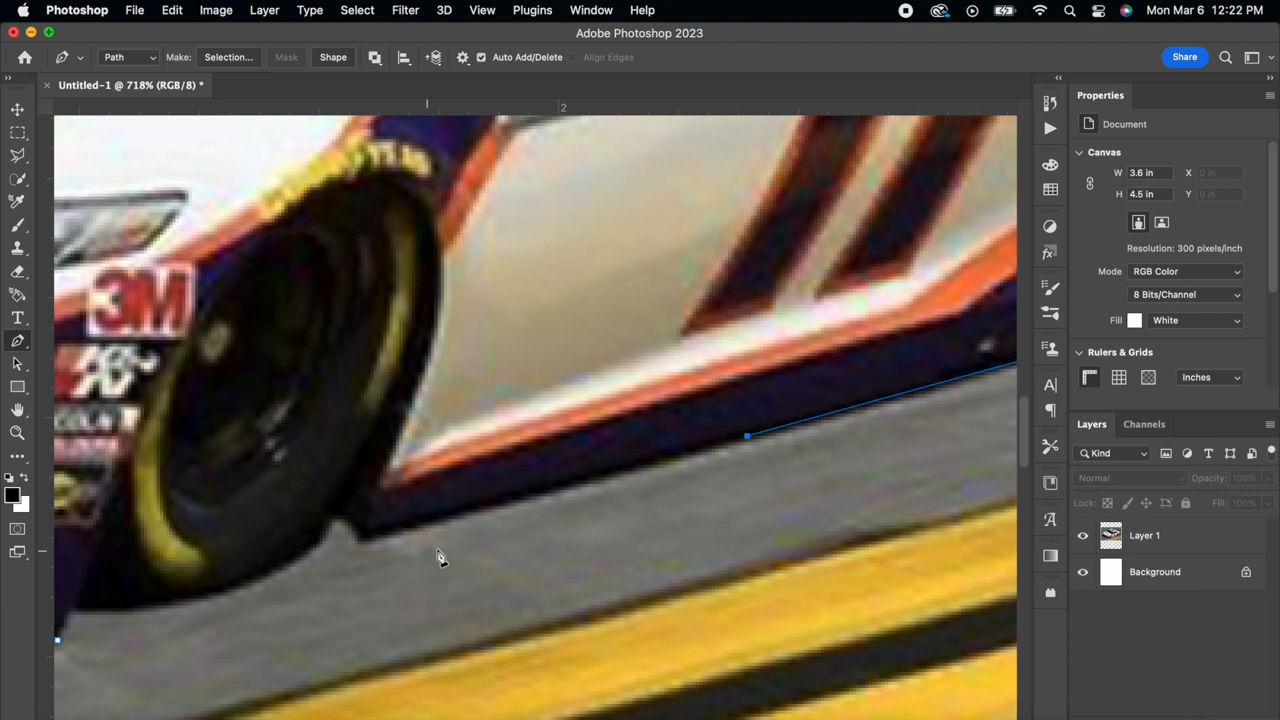 Photoshop File Edit Image Layer Type Select Filter 3D View Plugins Window Help Mon Mar 6 12:22 PM
Adobe Photoshop 2023
Path Make: Selection... Mask Shape Auto Add/Delete Align Edges Share
Untitled-1 @ 718% (RGB/8) *
2
3M
Properties
Document
Canvas
W 3.6 in X 0 in
H 4.5 in Y 0 in
Resolution: 300 pixels/inch
Mode RGB Color
8 Bits/Channel
Fill White
Rulers & Grids
Inches
Layers Channels
Kind
Normal Opacity: 100%
Lock: Fill: 100%
Layer 1
Background